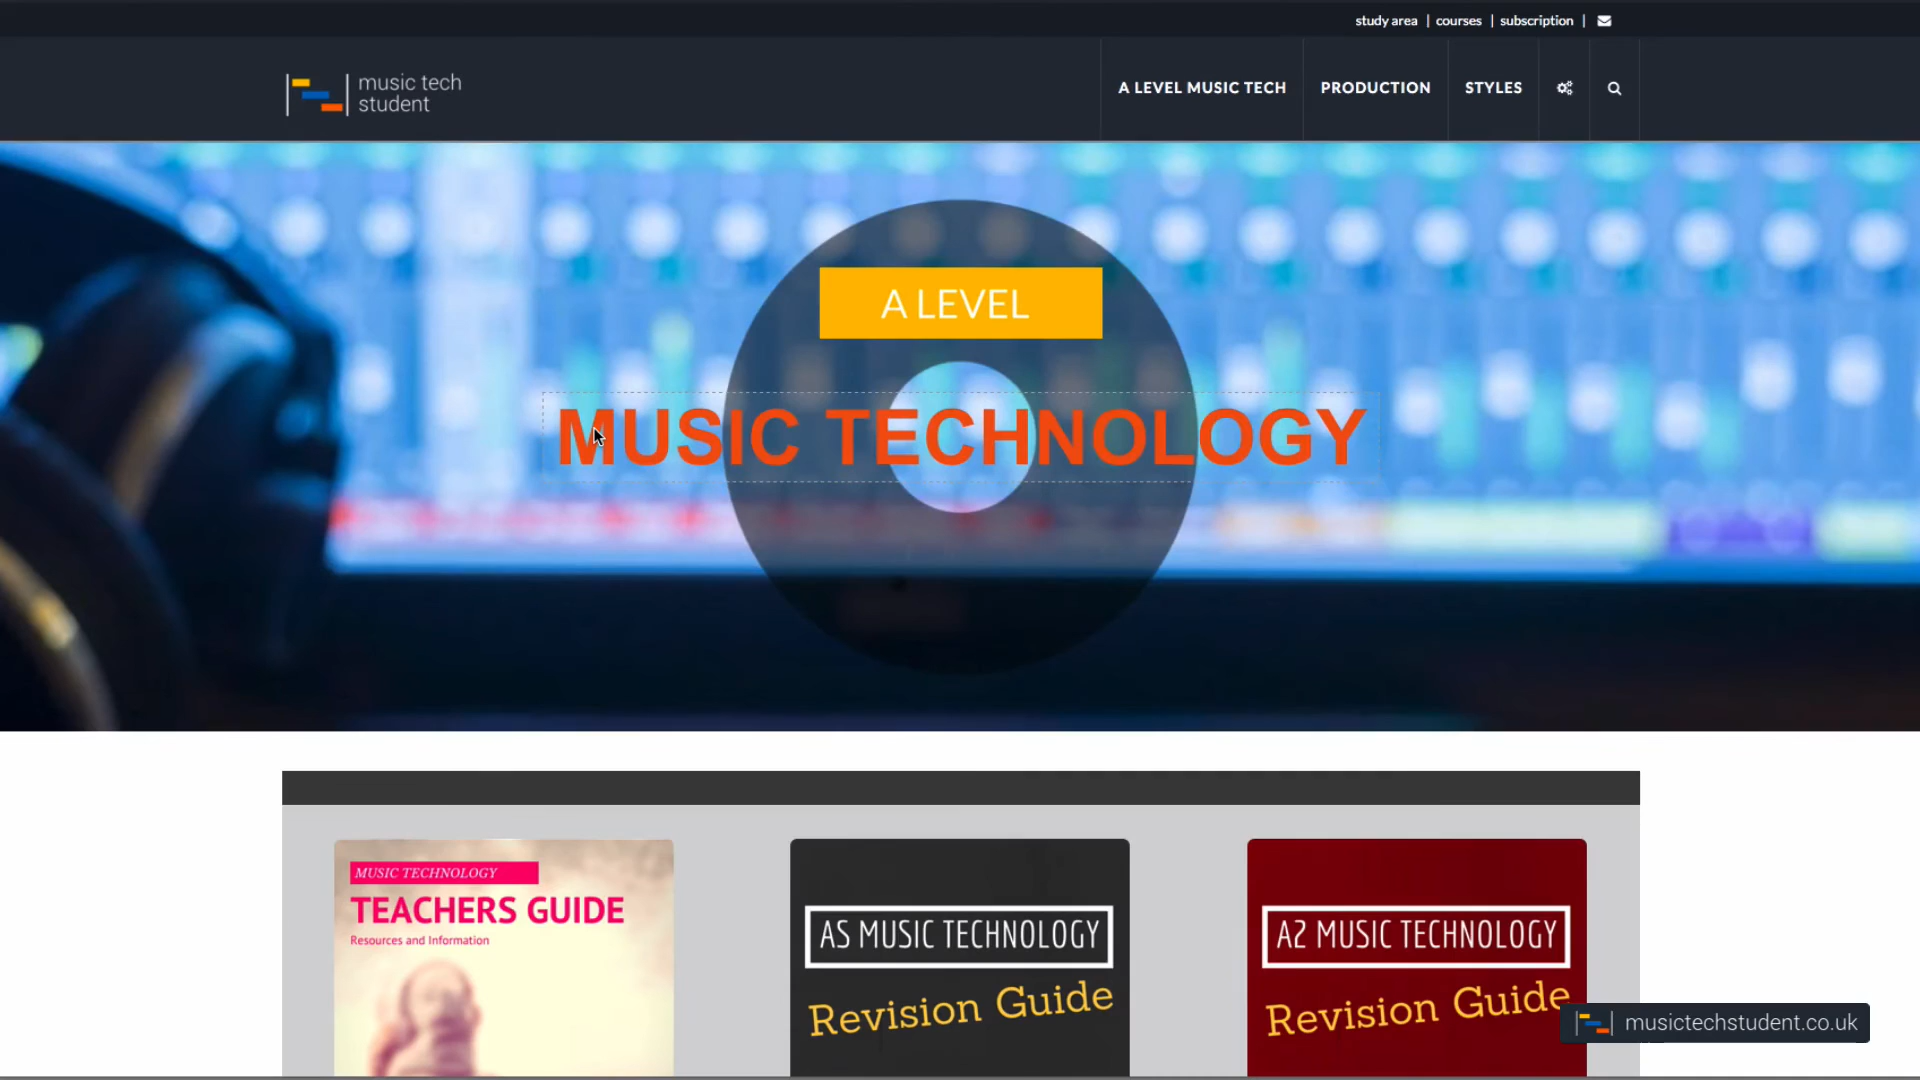 study area | courses | subscription |
music tech
student
A LEVEL MUSIC TECH
PRODUCTION
STYLES
A LEVEL
MUSIC TECHNOLOGY
MUSIC TECHNOLOGY
TEACHERS GUIDE
Resources and Information
AS MUSIC TECHNOLOGY
Revision Guide
A2 MUSIC TECHNOLOGY
Revision Guide
musictechstudent.co.uk